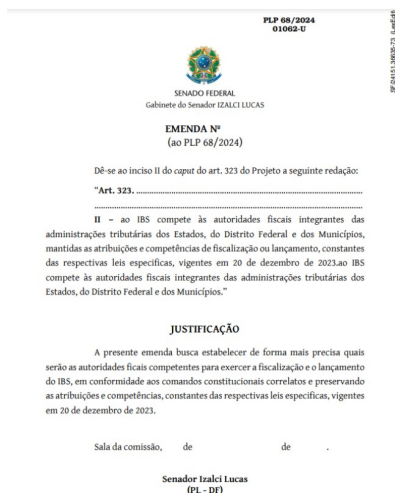 PLP 68/2024
01062-U
SENADO FEDERAL
Gabinete do Senador IZALCI LUCAS
EMENDA Nº
(ao PLP 68/2024)
Dê-se ao inciso II do caput do art. 323 do Projeto a seguinte redação:
"Art. 323. ......................................................................................
.........................................................................................................
II – ao IBS compete às autoridades fiscais integrantes das
administrações tributárias dos Estados, do Distrito Federal e dos Municípios,
mantidas as atribuições e competências de fiscalização ou lançamento, constantes
das respectivas leis especificas, vigentes em 20 de dezembro de 2023.ao IBS
compete às autoridades fiscais integrantes das administrações tributárias dos
Estados, do Distrito Federal e dos Municípios."
JUSTIFICAÇÃO
A presente emenda busca estabelecer de forma mais precisa quais
serão as autoridades ficais competentes para exercer a fiscalização e o lançamento
do IBS, em conformidade aos comandos constitucionais correlatos e preservando
as atribuições e competências, constantes das respectivas leis especificas, vigentes
em 20 de dezembro de 2023.
Sala da comissão, de de .
Senador Izalci Lucas
(PL - DF)